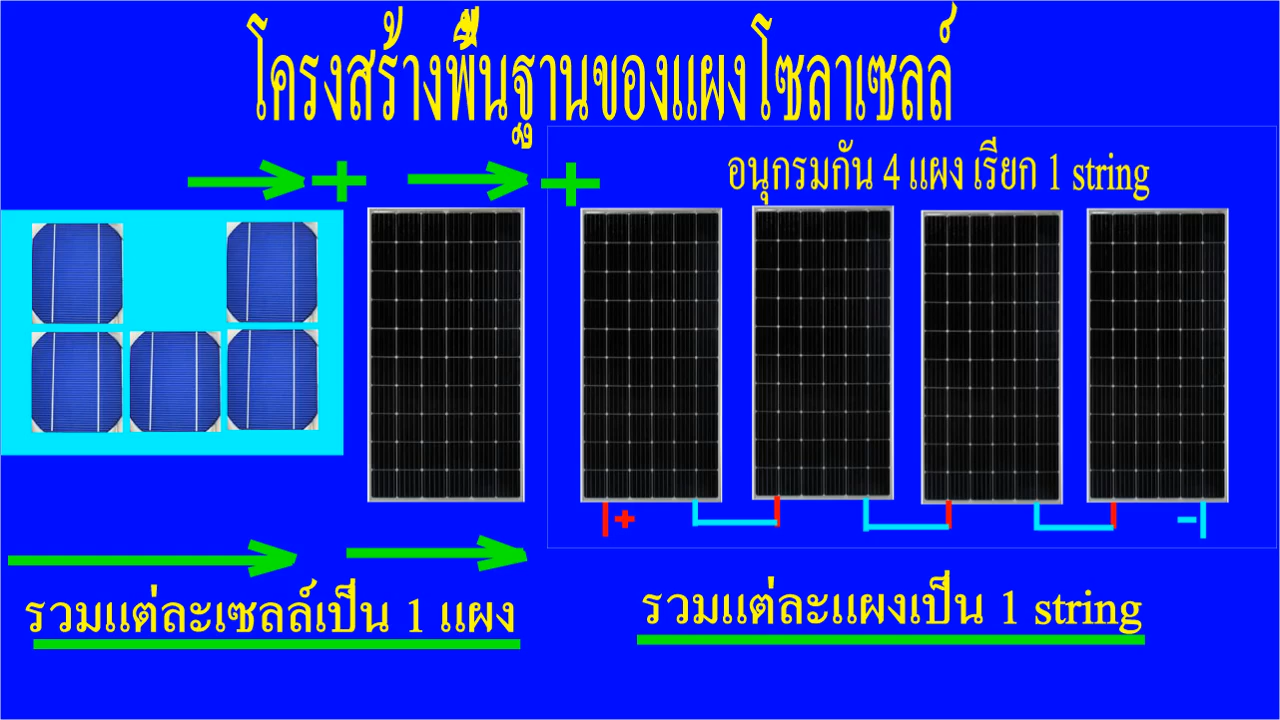 โครงสร้างพื้นฐานของแผงโซลาเซลล์
อนุกรมกัน 4 แผง เรียก 1 string
+
-
รวมแต่ละเซลล์เป็น 1 แผง
รวมแต่ละแผงเป็น 1 string